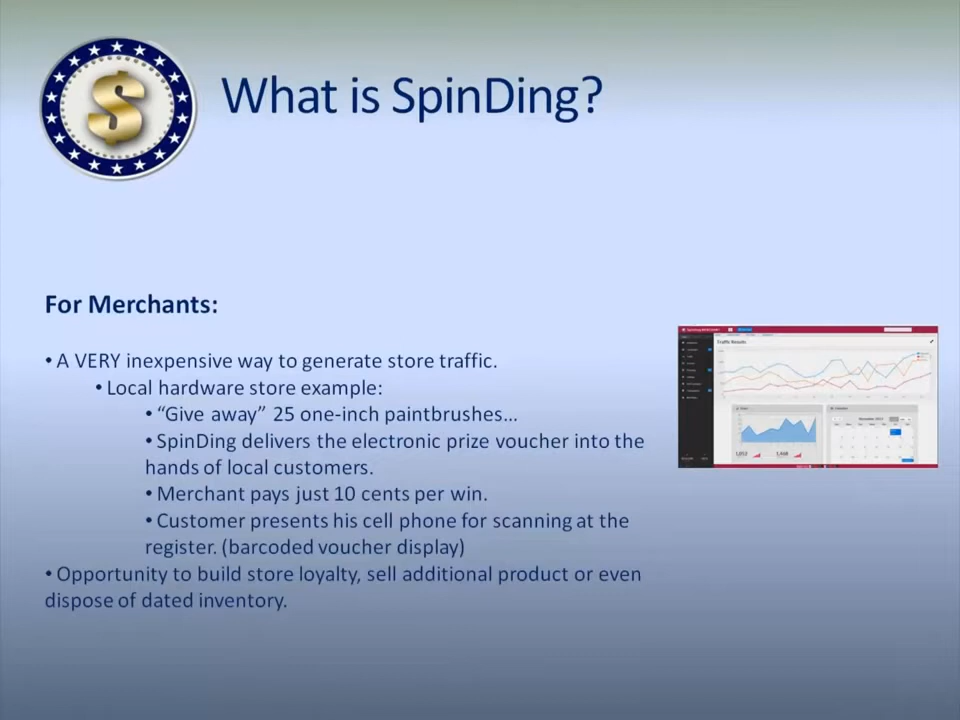 $
What is SpinDing?
For Merchants:
• A VERY inexpensive way to generate store traffic.
• Local hardware store example:
• “Give away” 25 one-inch paintbrushes…
• SpinDing delivers the electronic prize voucher into the
hands of local customers.
• Merchant pays just 10 cents per win.
• Customer presents his cell phone for scanning at the
register. (barcoded voucher display)
• Opportunity to build store loyalty, sell additional product or even
dispose of dated inventory.
Traffic Results